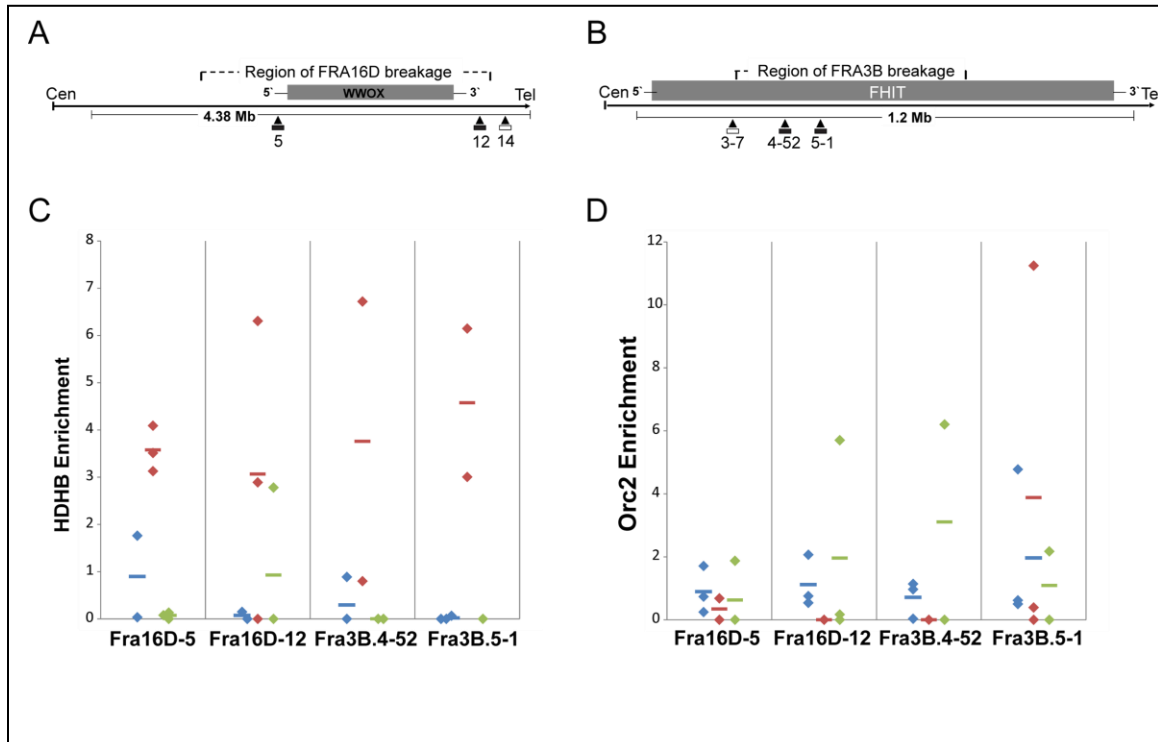 A
Region of FRA16D breakage
5` WWOX 3`
Cen Tel
4.38 Mb
5 12 14
B
Region of FRA3B breakage
Cen 5` FHIT 3` Te
1.2 Mb
3-7 4-52 5-1
C
HDHB Enrichment
8
7
6
5
4
3
2
1
0
Fra16D-5 Fra16D-12 Fra3B.4-52 Fra3B.5-1
D
Orc2 Enrichment
12
10
8
6
4
2
0
Fra16D-5 Fra16D-12 Fra3B.4-52 Fra3B.5-1